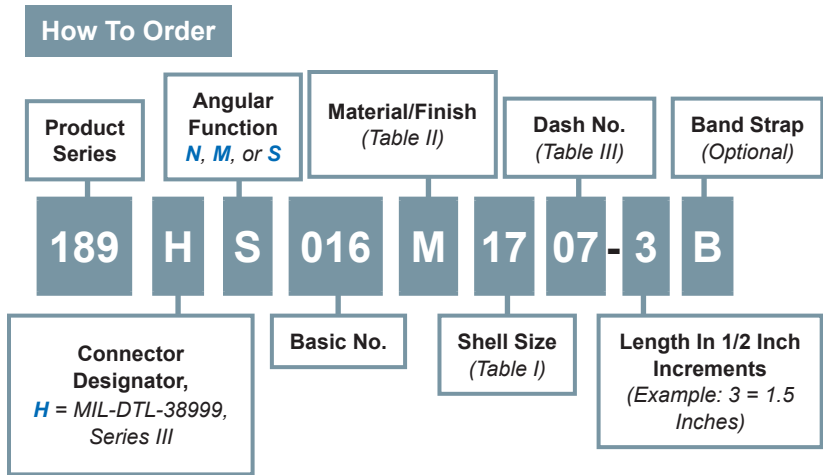 How To Order
Product
Series
Angular
Function
N, M, or S
Material/Finish
(Table II)
Dash No.
(Table III)
Band Strap
(Optional)
189 H S 016 M 17 07 - 3 B
Connector
Designator,
H = MIL-DTL-38999,
Series III
Basic No.
Shell Size
(Table I)
Length In 1/2 Inch
Increments
(Example: 3 = 1.5
Inches)